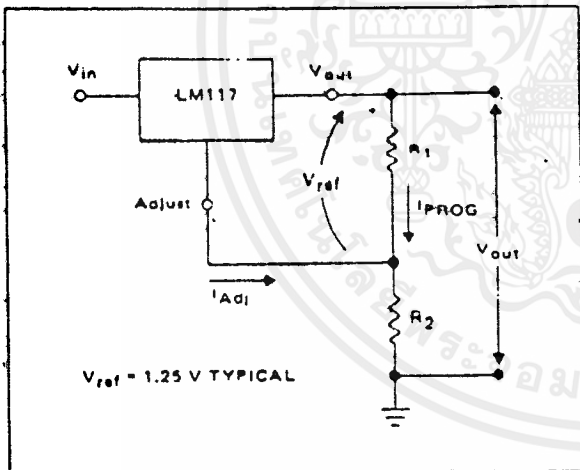 Vin
LM117
Vout
R1
Vref
Adjust
IPROG
Vout
IAdj
R2
Vref = 1.25 V TYPICAL